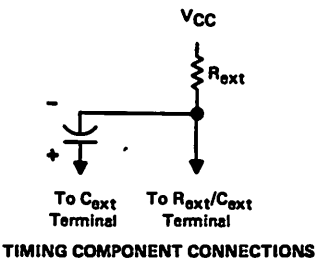 VCC
Rext
−
+
To Cext
Terminal
To Rext/Cext
Terminal
TIMING COMPONENT CONNECTIONS